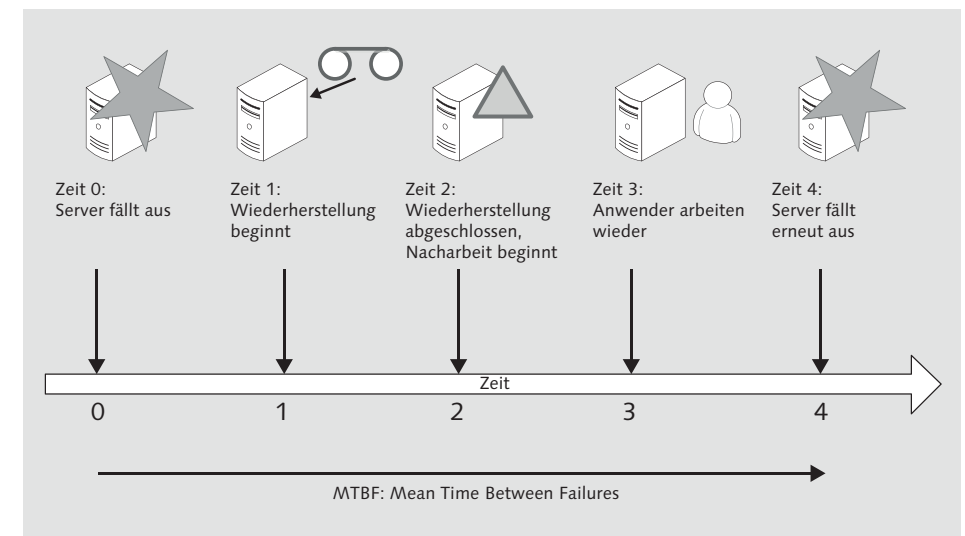 Zeit 0:
Server fällt aus
Zeit 1:
Wiederherstellung
beginnt
Zeit 2:
Wiederherstellung
abgeschlossen,
Nacharbeit beginnt
Zeit 3:
Anwender arbeiten
wieder
Zeit 4:
Server fällt
erneut aus
Zeit
0
1
2
3
4
MTBF: Mean Time Between Failures